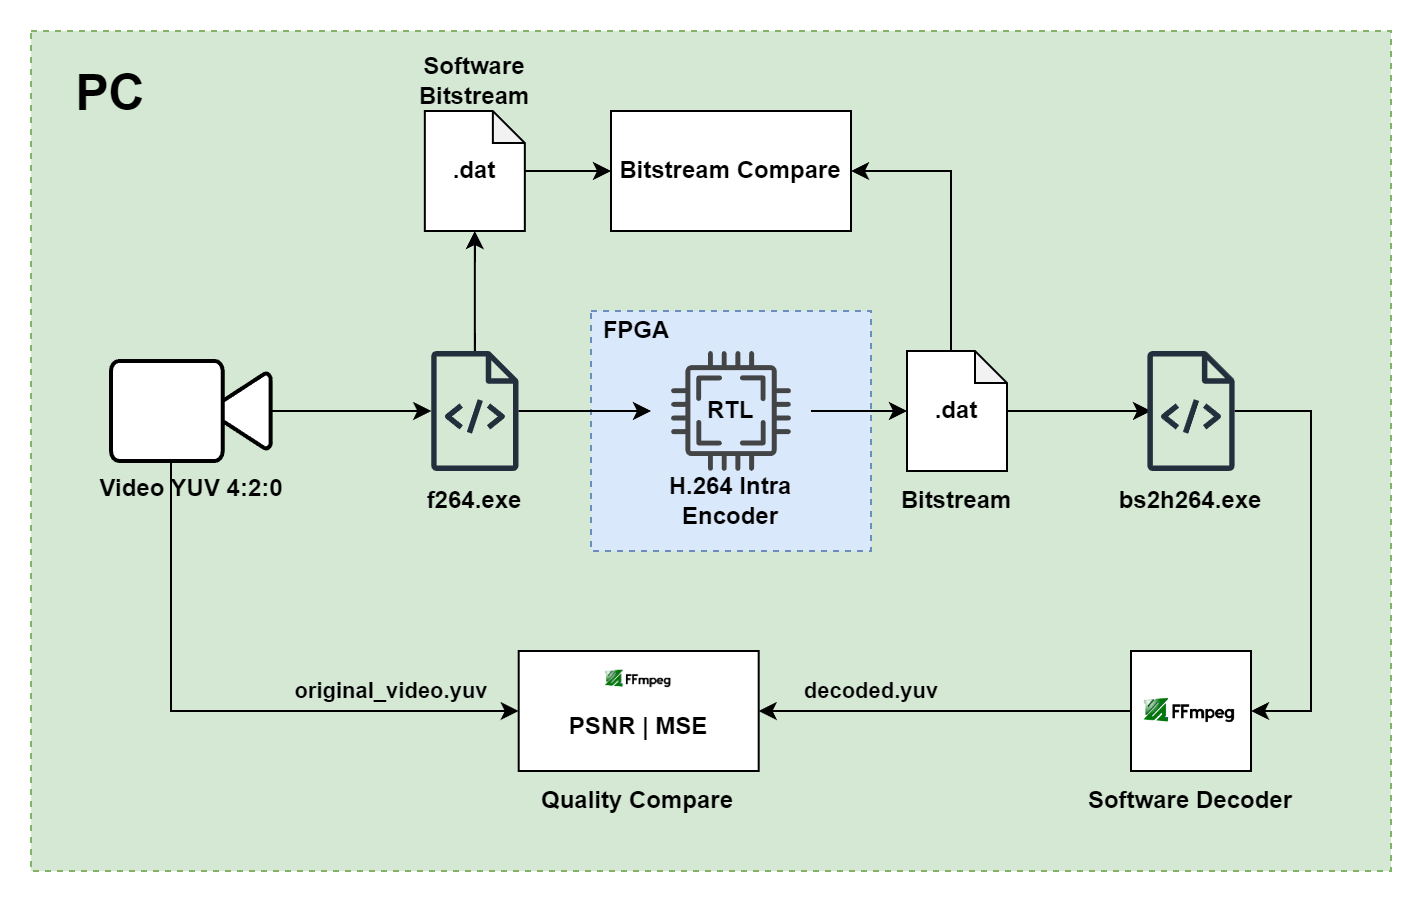 PC
Software
Bitstream
.dat
Bitstream Compare
FPGA
</>
RTL
.dat
</>
Video YUV 4:2:0
f264.exe
H.264 Intra
Encoder
Bitstream
bs2h264.exe
original_video.yuv
FFmpeg
PSNR | MSE
decoded.yuv
FFmpeg
Quality Compare
Software Decoder